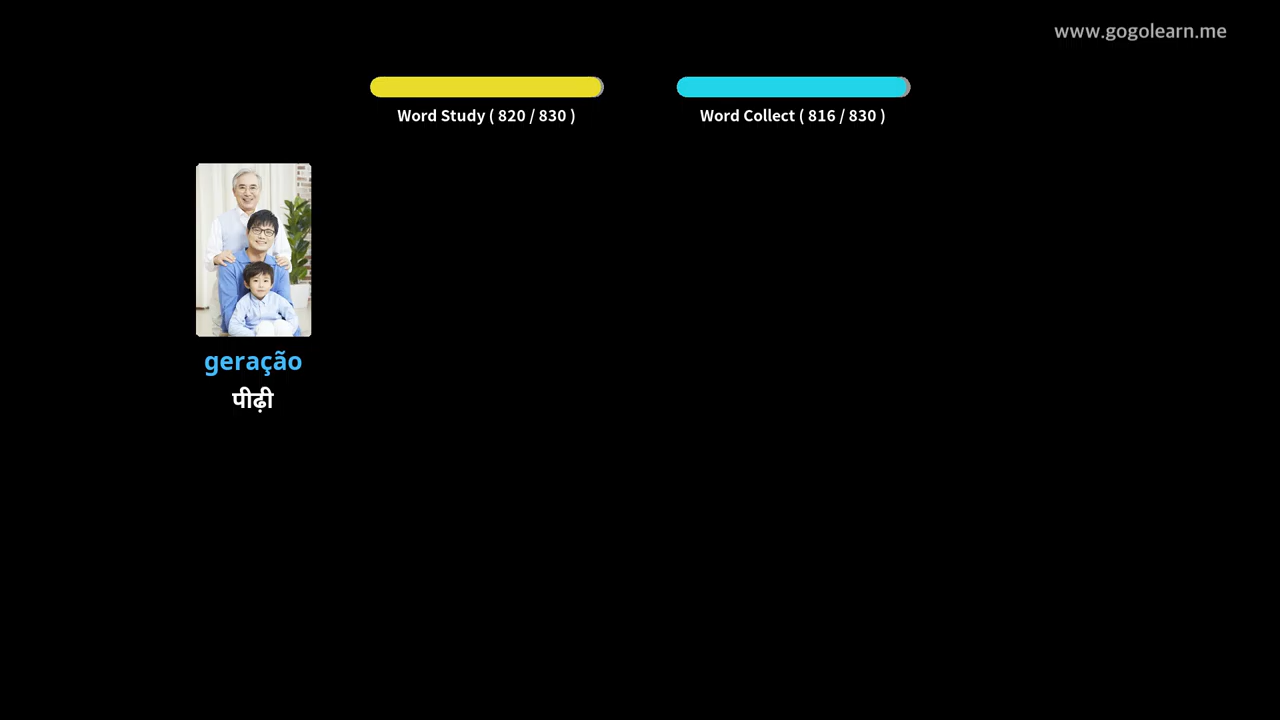 www.gogolearn.me
Word Study ( 820 / 830 )
Word Collect ( 816 / 830 )
geração
पीढ़ी